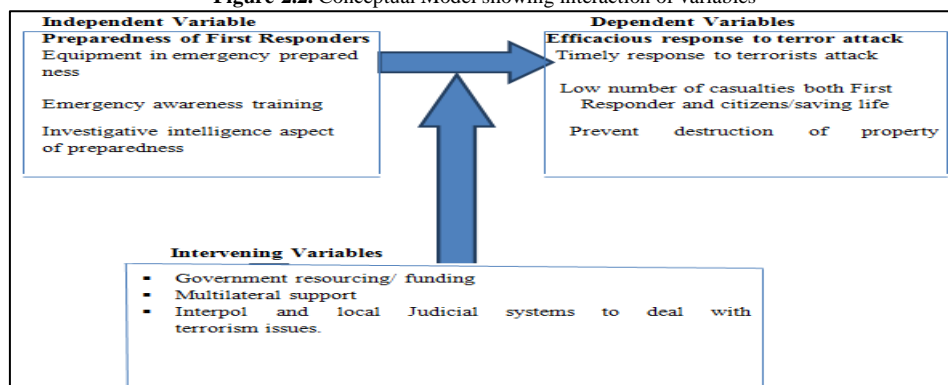 Figure 2.2. Conceptual Model showing interaction of variables
Independent Variable
Preparedness of First Responders
Equipment in emergency prepared
ness
Emergency awareness training
Investigative intelligence aspect
of preparedness
Dependent Variables
Efficacious response to terror attack
Timely response to terrorists attack
Low number of casualties both First
Responder and citizens/saving life
Prevent destruction of property
Intervening Variables
▪ Government resourcing/ funding
▪ Multilateral support
▪ Interpol and local Judicial systems to deal with
terrorism issues.